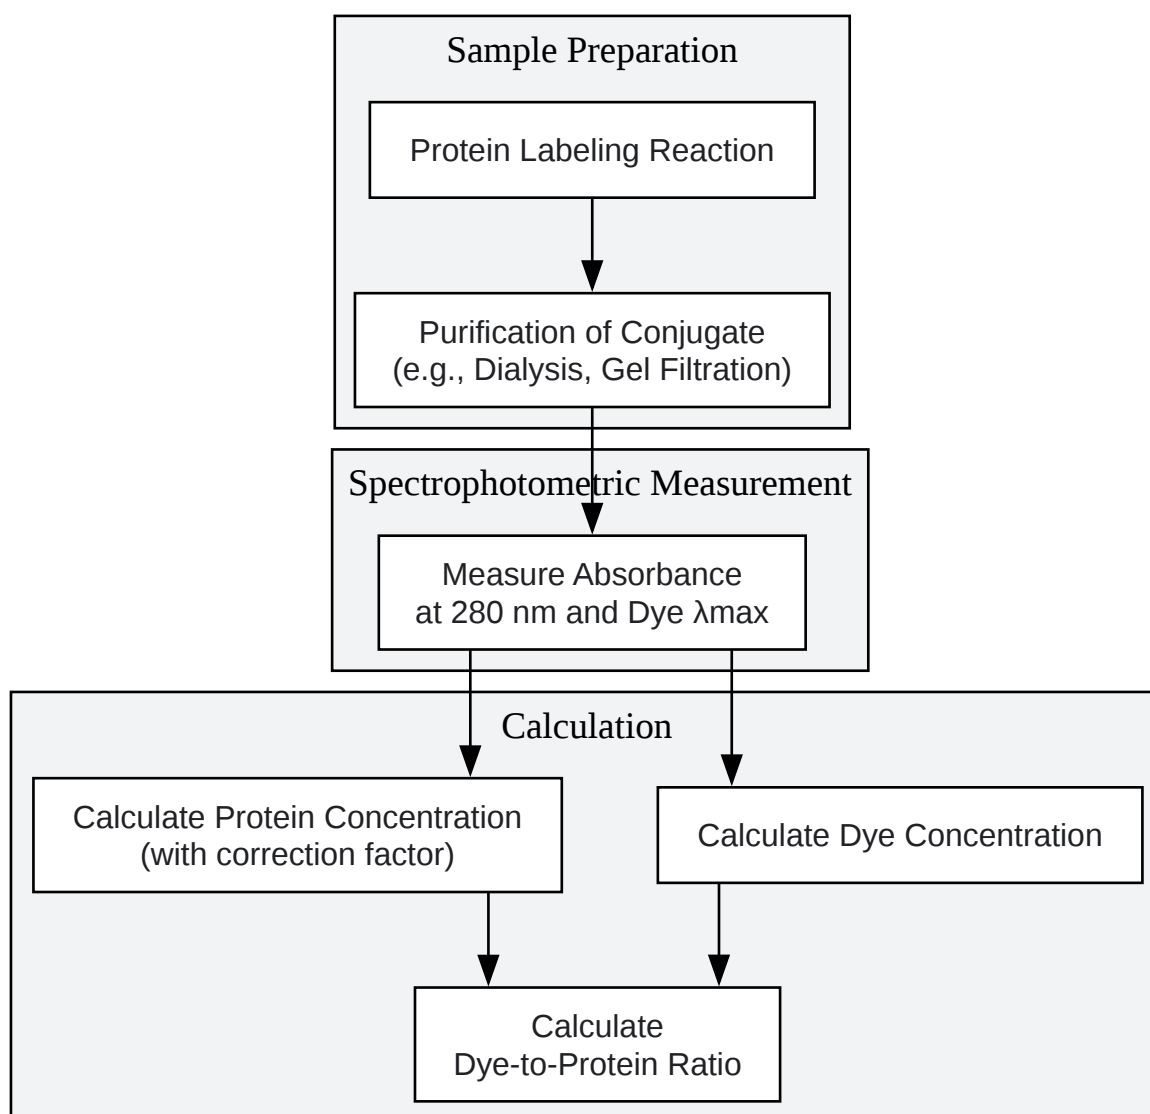 Sample Preparation
Protein Labeling Reaction
Purification of Conjugate
(e.g., Dialysis, Gel Filtration)
Spectrophotometric Measurement
Measure Absorbance
at 280 nm and Dye λmax
Calculation
Calculate Protein Concentration
(with correction factor)
Calculate Dye Concentration
Calculate
Dye-to-Protein Ratio